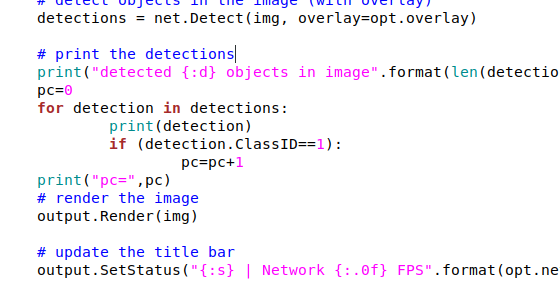 # detect objects in the image (with overlay)
detections = net.Detect(img, overlay=opt.overlay)
# print the detections
print("detected {:d} objects in image".format(len(detectio
pc=0
for detection in detections:
print(detection)
if (detection.ClassID==1):
pc=pc+1
print("pc=",pc)
# render the image
output.Render(img)
# update the title bar
output.SetStatus("{:s} | Network {:.0f} FPS".format(opt.ne